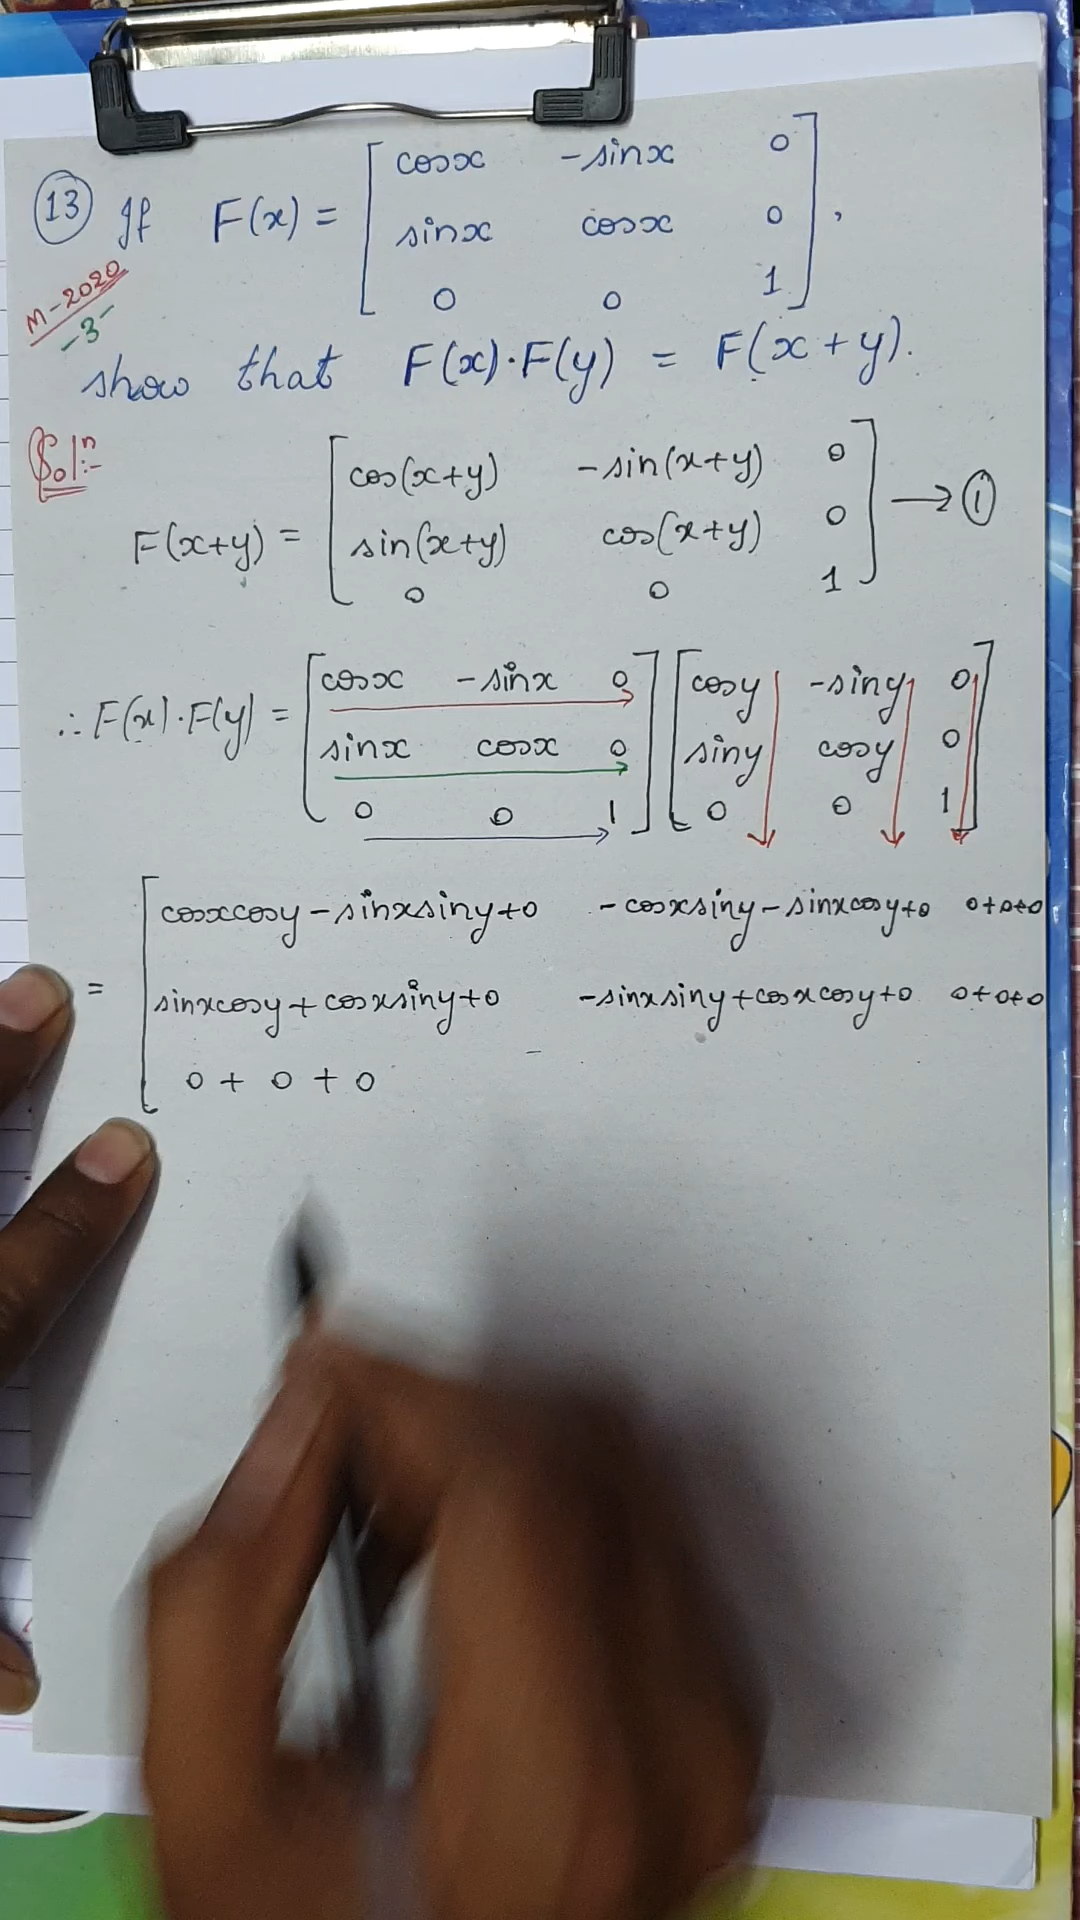 (13) If F(x) = [ cosx -sinx 0
sinx cosx 0
0 0 1 ],
M-2020
-3-
show that F(x)·F(y) = F(x+y).
Solⁿ:-
F(x+y) = [ cos(x+y) -sin(x+y) 0
sin(x+y) cos(x+y) 0
0 0 1 ] → (i)
∴ F(x)·F(y) = [ cosx -sinx 0 ] [ cosy -siny 0 ]
[ sinx cosx 0 ] [ siny cosy 0 ]
[ 0 0 1 ] [ 0 0 1 ]
= [ cosxcosy-sinxsiny+0 -cosxsiny-sinxcosy+0 0+0+0
sinxcosy+cosxsiny+0 -sinxsiny+cosxcosy+0 0+0+0
0+0+0